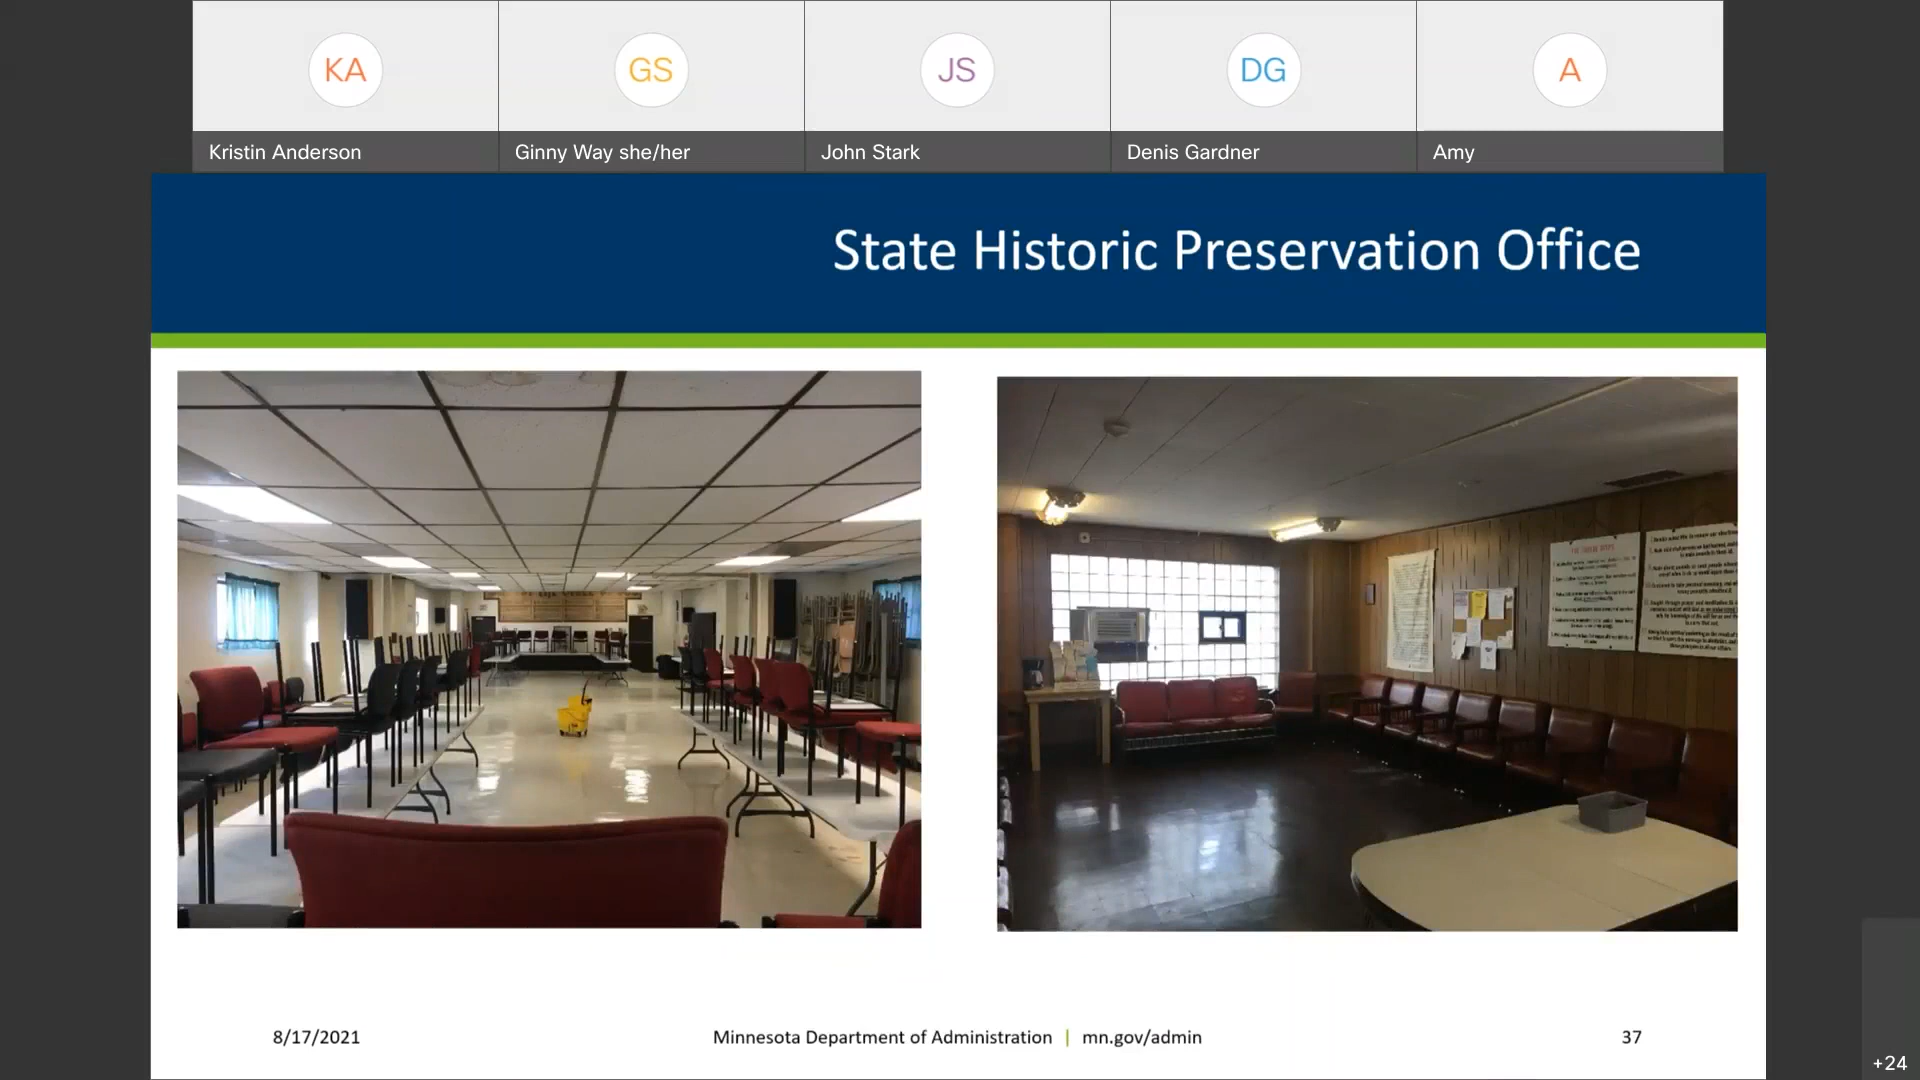 KA
GS
JS
DG
A
Kristin Anderson
Ginny Way she/her
John Stark
Denis Gardner
Amy
State Historic Preservation Office
8/17/2021
Minnesota Department of Administration | mn.gov/admin
37
+24